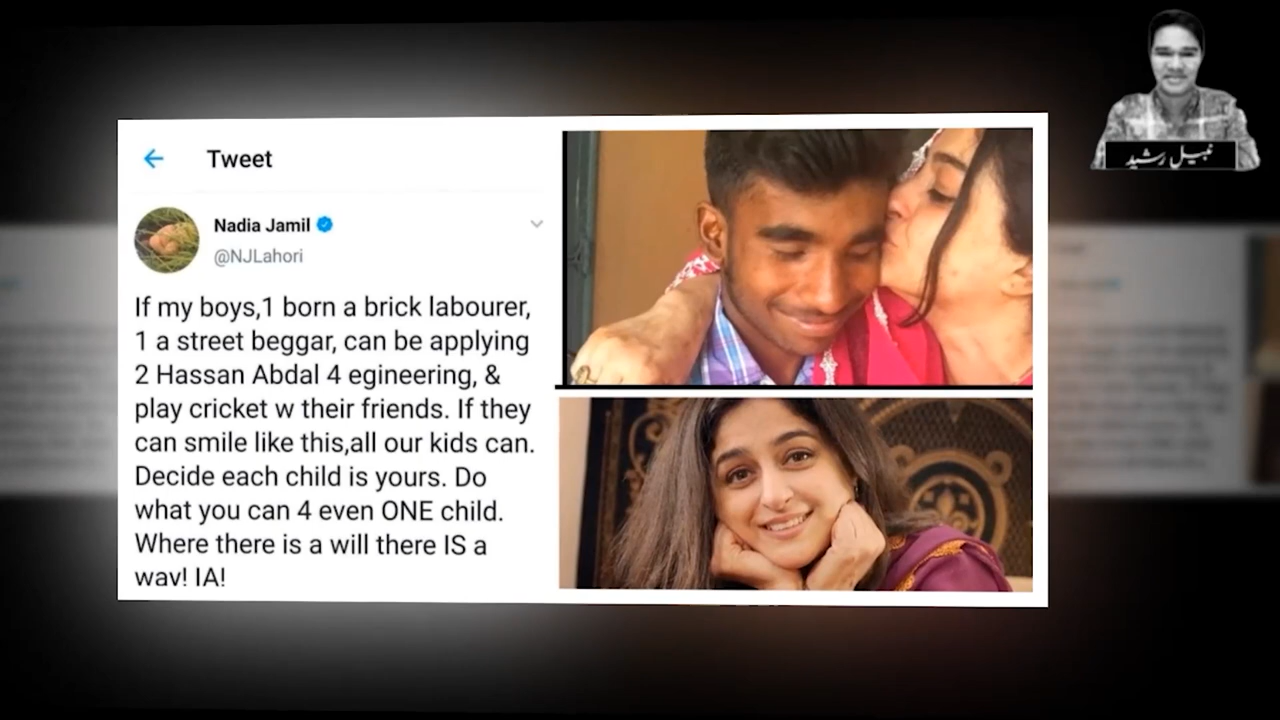 Tweet
Nadia Jamil
@NJLahori
If my boys,1 born a brick labourer,
1 a street beggar, can be applying
2 Hassan Abdal 4 egineering, &
play cricket w their friends. If they
can smile like this,all our kids can.
Decide each child is yours. Do
what you can 4 even ONE child.
Where there is a will there IS a
way! IA!
نبیل رشید